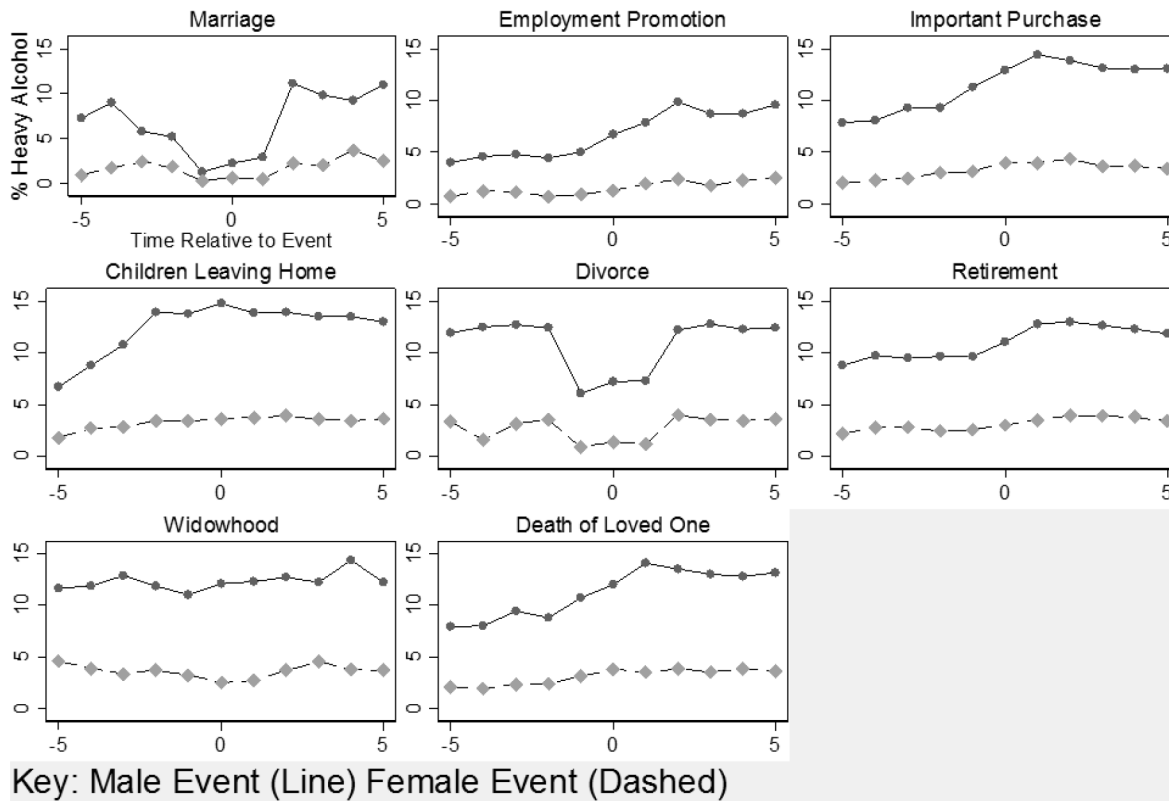 Marriage
Employment Promotion
Important Purchase
% Heavy Alcohol
15
10
5
0
-5 0 5
Time Relative to Event
15
10
5
0
-5 0 5
15
10
5
0
-5 0 5
Children Leaving Home
Divorce
Retirement
15
10
5
0
-5 0 5
15
10
5
0
-5 0 5
15
10
5
0
-5 0 5
Widowhood
Death of Loved One
15
10
5
0
-5 0 5
15
10
5
0
-5 0 5
Key: Male Event (Line) Female Event (Dashed)